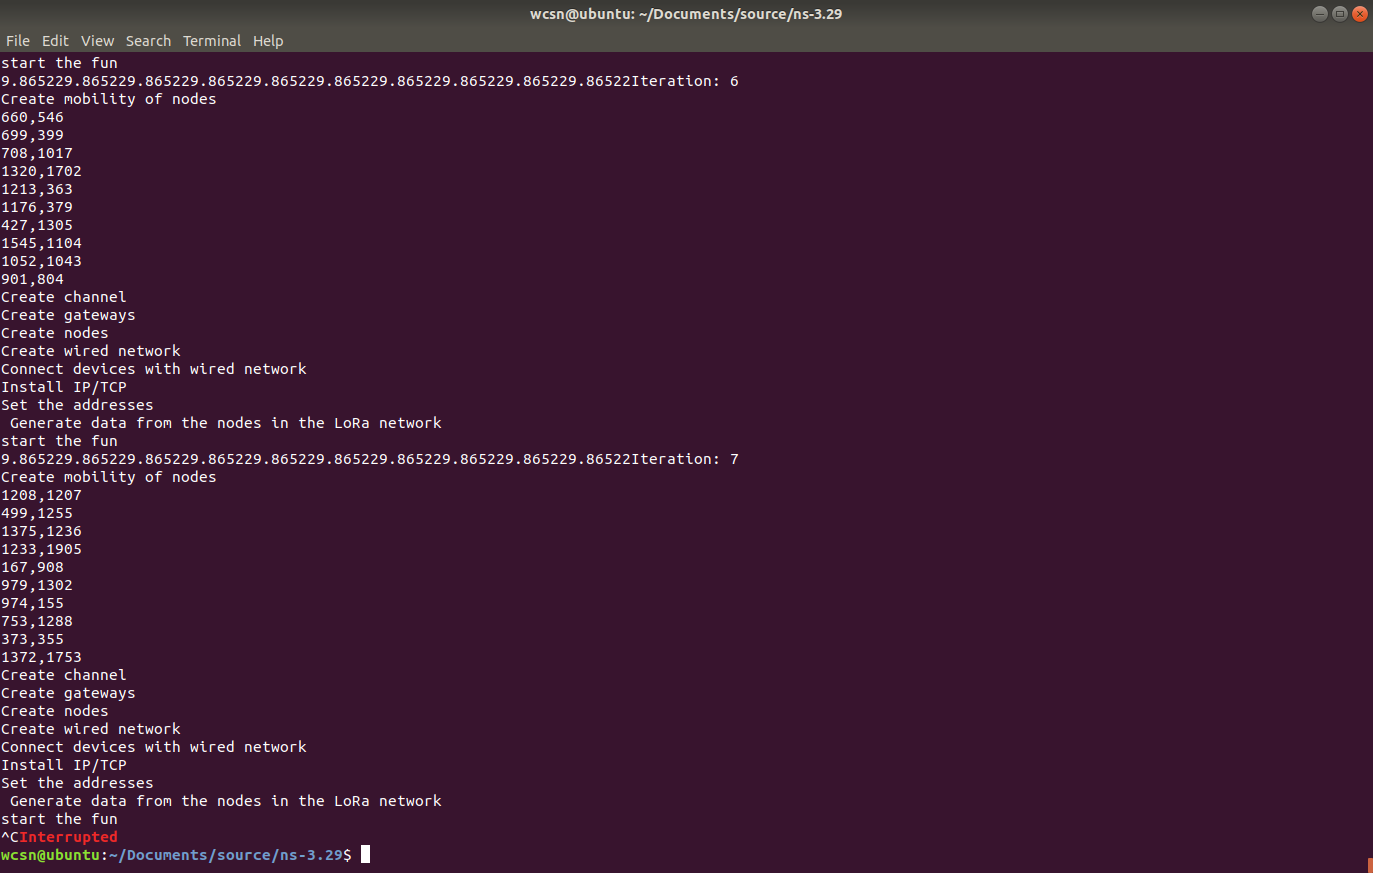 wcsn@ubuntu: ~/Documents/source/ns-3.29
File Edit View Search Terminal Help
start the fun
9.865229.865229.865229.865229.865229.865229.865229.865229.865229.86522Iteration: 6
Create mobility of nodes
660,546
699,399
708,1017
1320,1702
1213,363
1176,379
427,1305
1545,1104
1052,1043
901,804
Create channel
Create gateways
Create nodes
Create wired network
Connect devices with wired network
Install IP/TCP
Set the addresses
 Generate data from the nodes in the LoRa network
start the fun
9.865229.865229.865229.865229.865229.865229.865229.865229.865229.86522Iteration: 7
Create mobility of nodes
1208,1207
499,1255
1375,1236
1233,1905
167,908
979,1302
974,155
753,1288
373,355
1372,1753
Create channel
Create gateways
Create nodes
Create wired network
Connect devices with wired network
Install IP/TCP
Set the addresses
 Generate data from the nodes in the LoRa network
start the fun
^CInterrupted
wcsn@ubuntu:~/Documents/source/ns-3.29$